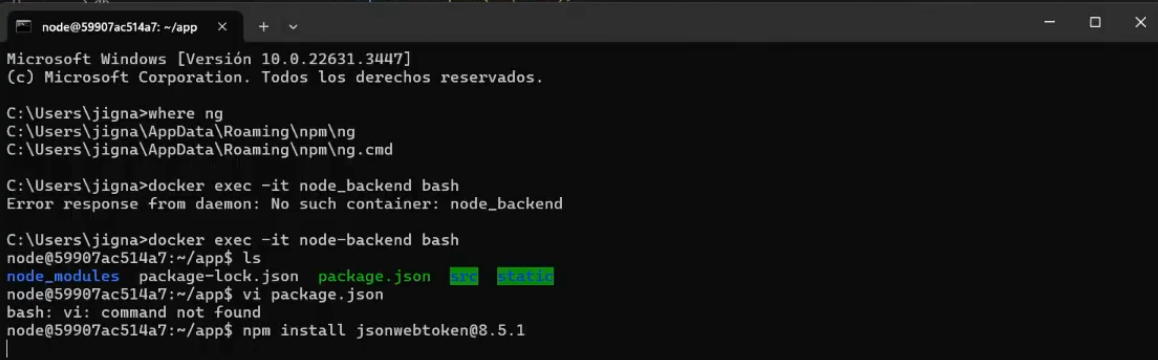 node@59907ac514a7: ~/app
Microsoft Windows [Versión 10.0.22631.3447]
(c) Microsoft Corporation. Todos los derechos reservados.
C:\Users\jigna>where ng
C:\Users\jigna\AppData\Roaming\npm\ng
C:\Users\jigna\AppData\Roaming\npm\ng.cmd
C:\Users\jigna>docker exec -it node_backend bash
Error response from daemon: No such container: node_backend
C:\Users\jigna>docker exec -it node-backend bash
node@59907ac514a7:~/app$ ls
node_modules  package-lock.json  package.json  src  static
node@59907ac514a7:~/app$ vi package.json
bash: vi: command not found
node@59907ac514a7:~/app$ npm install jsonwebtoken@8.5.1